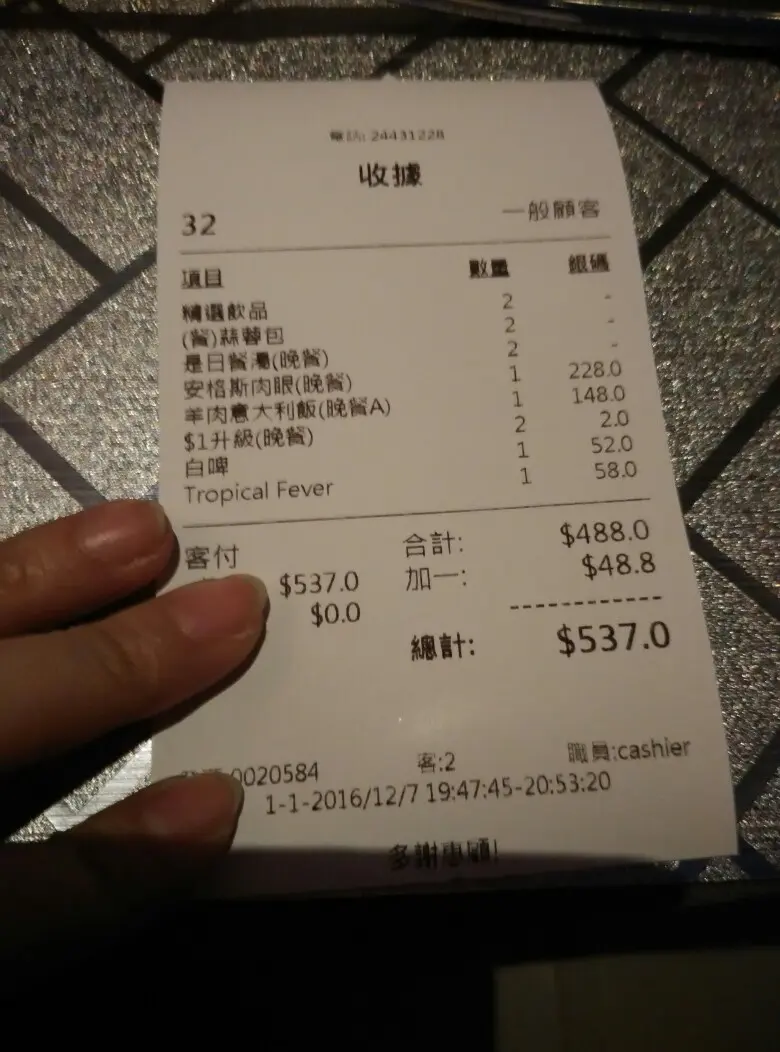 電話: 24431228
收據
32 一般顧客
項目 數量 銀碼
精選飲品 2 -
(餐)蒜蓉包 2 -
是日餐湯(晚餐) 2 -
安格斯肉眼(晚餐) 1 228.0
羊肉意大利飯(晚餐A) 1 148.0
$1升級(晚餐) 2 2.0
白啤 1 52.0
Tropical Fever 1 58.0
客付 合計: $488.0
$537.0 加一: $48.8
$0.0
總計: $537.0
0020584 客:2 職員:cashier
1-1-2016/12/7 19:47:45-20:53:20
多謝惠顧!